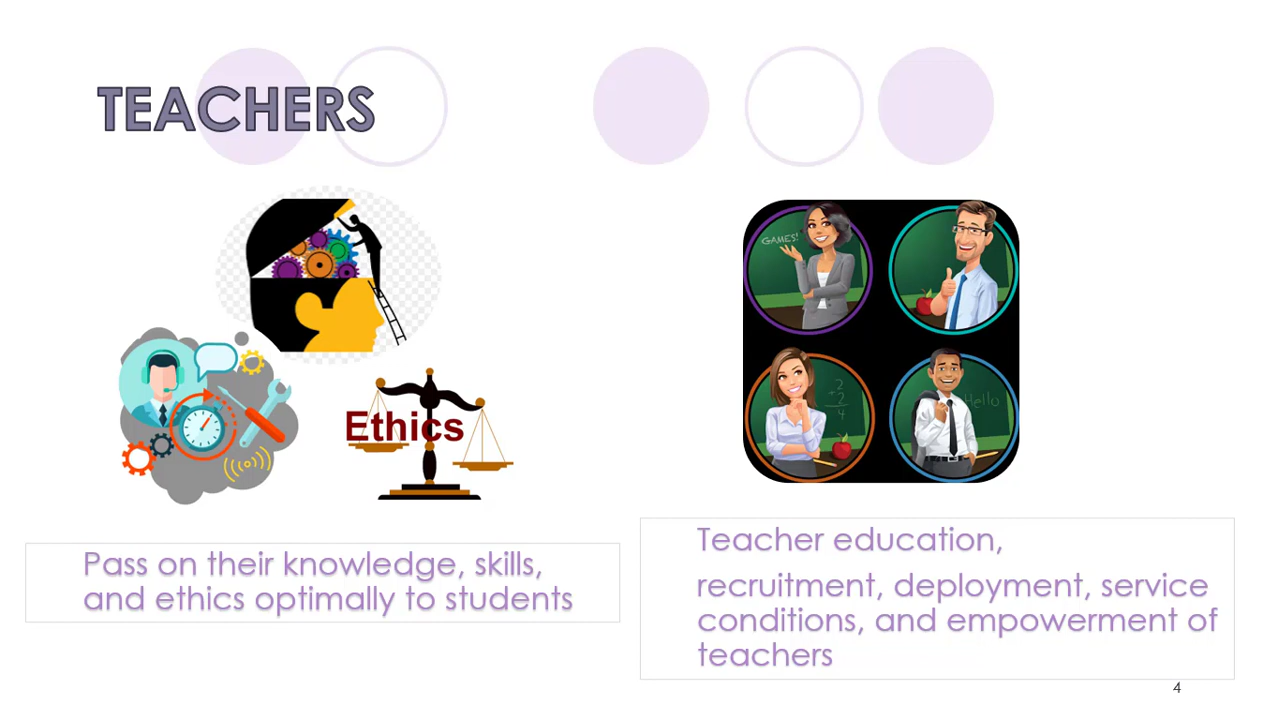 TEACHERS
GAMES!
Ethics
2
+2
4
Hello
Pass on their knowledge, skills,
and ethics optimally to students
Teacher education,
recruitment, deployment, service
conditions, and empowerment of
teachers
4